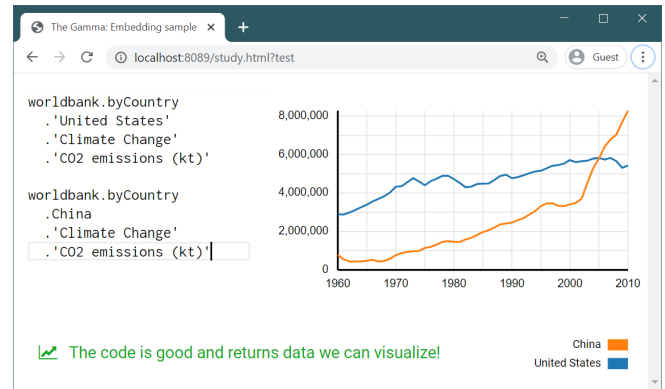 The Gamma: Embedding sample
localhost:8089/study.html?test
Guest
worldbank.byCountry
.'United States'
.'Climate Change'
.'CO2 emissions (kt)'
worldbank.byCountry
.China
.'Climate Change'
.'CO2 emissions (kt)'
8,000,000
6,000,000
4,000,000
2,000,000
0
1960 1970 1980 1990 2000 2010
The code is good and returns data we can visualize!
China
United States